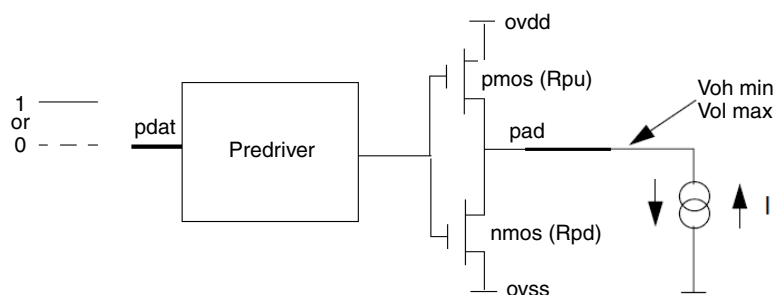 ovdd
pmos (Rpu)
Voh min
Vol max
1
or
0
pdat
Predriver
pad
I
nmos (Rpd)
ovss